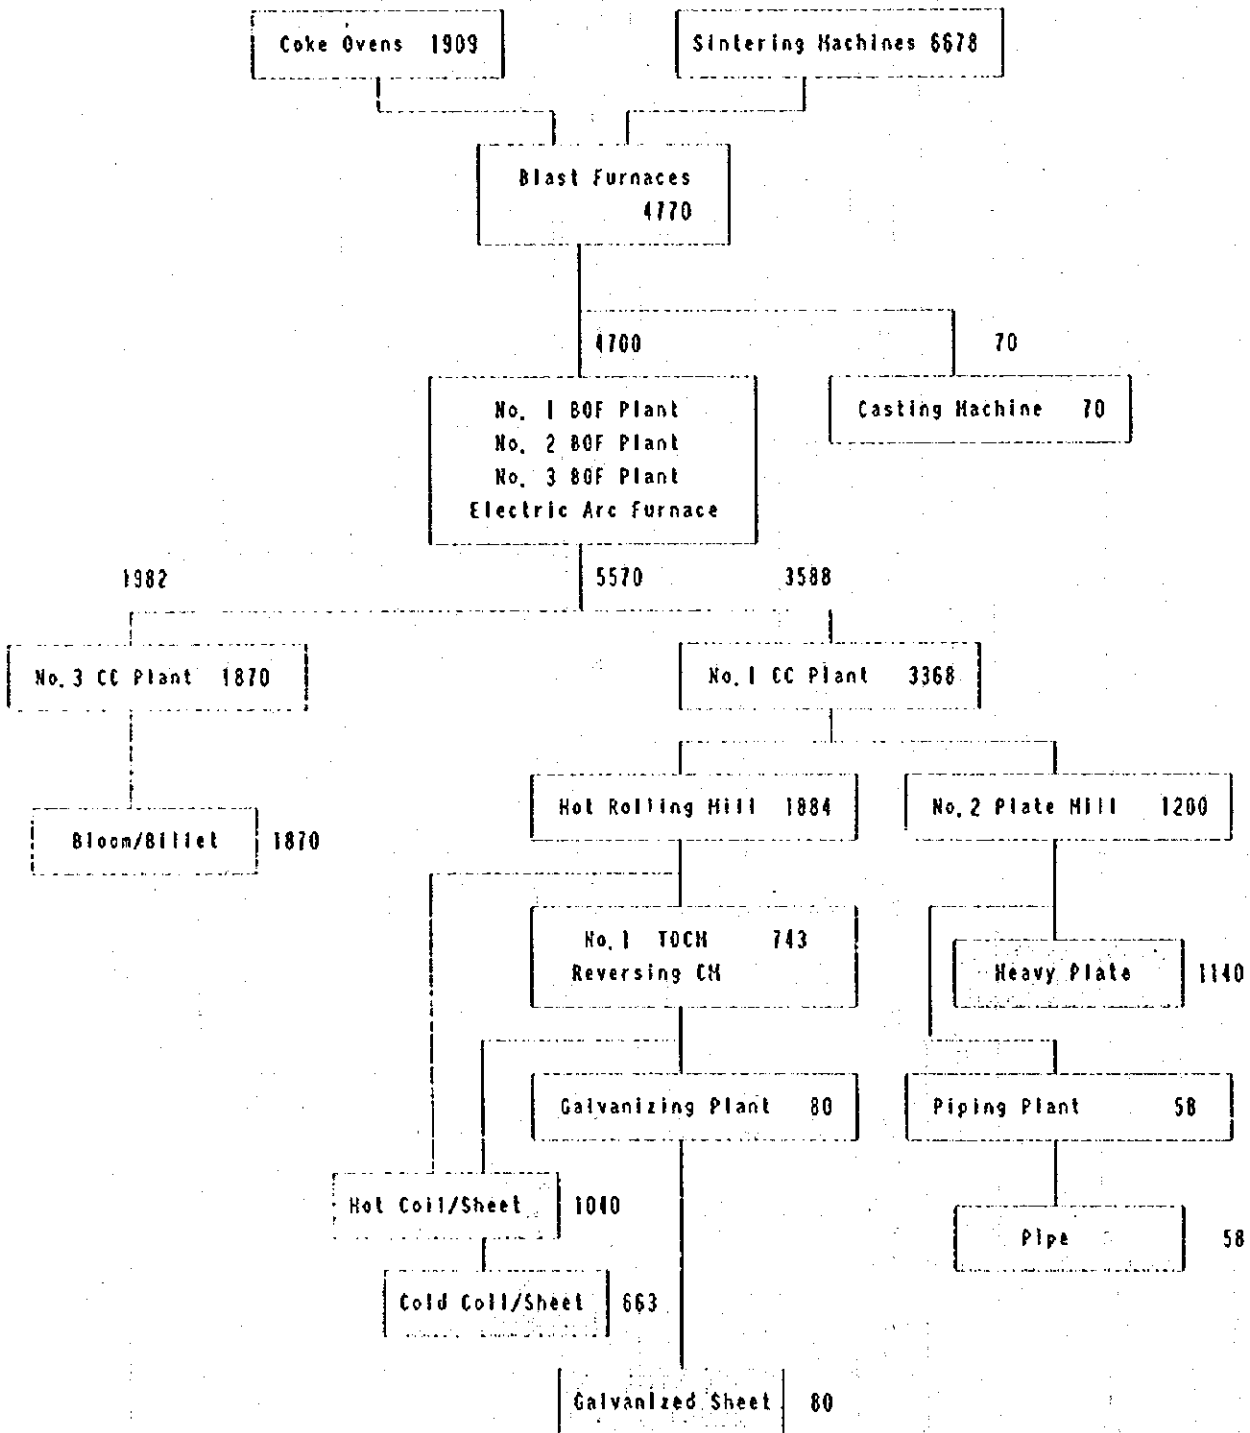 Coke Ovens 1909
Sintering Machines 6678
Blast Furnaces
4770
4700
70
No. 1 BOF Plant
No. 2 BOF Plant
No. 3 BOF Plant
Electric Arc Furnace
Casting Machine 70
1982
5570
3588
No. 3 CC Plant 1870
No. 1 CC Plant 3368
Hot Rolling Mill 1884
No. 2 Plate Mill 1200
Bloom/Billet 1870
No. 1 TOCM 743
Reversing CM
Heavy Plate 1140
Galvanizing Plant 80
Piping Plant 58
Hot Coil/Sheet 1040
Pipe 58
Cold Coil/Sheet 663
Galvanized Sheet 80